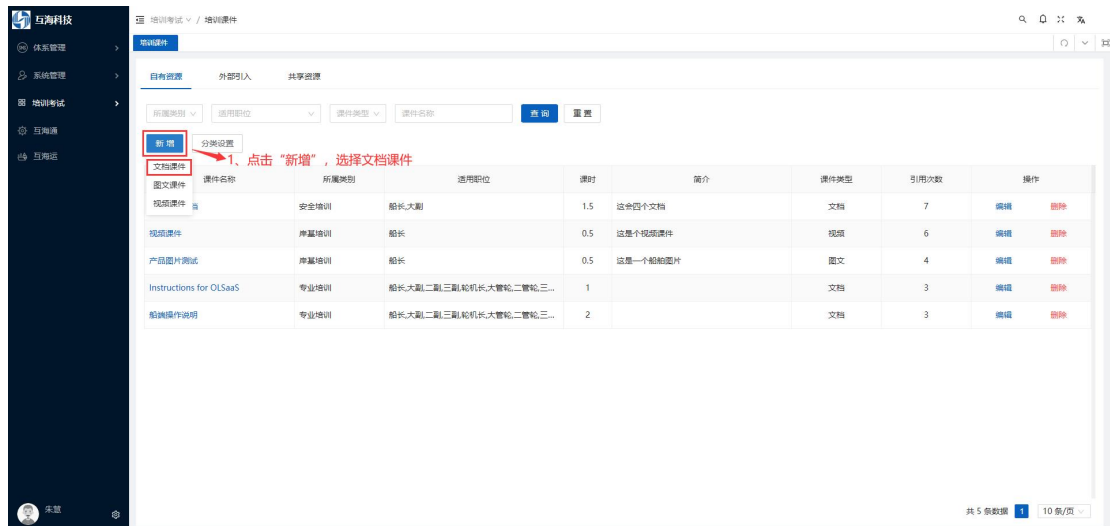 互海科技
培训考试 / 培训课件
体系管理
培训课件
系统管理
自有资源 外部引入 共享资源
培训考试
所属类别 适用职位 课件类型 课件名称 查询 重置
互海通
新增 分类设置
互海运
1、点击“新增”，选择文档课件
文档课件
图文课件
视频课件
课件名称 所属类别 适用职位 课时 简介 课件类型 引用次数 操作
安全培训 船长,大副 1.5 这会四个文档 文档 7 编辑 删除
视频课件 岸基培训 船长 0.5 这是个视频课件 视频 6 编辑 删除
产品图片测试 岸基培训 船长 0.5 这是一个船舶图片 图文 4 编辑 删除
Instructions for OLSaaS 专业培训 船长,大副,二副,三副,轮机长,大管轮,二管轮,三... 1 文档 3 编辑 删除
船端操作说明 专业培训 船长,大副,二副,三副,轮机长,大管轮,二管轮,三... 2 文档 3 编辑 删除
朱慧
共 5 条数据 1 10 条/页